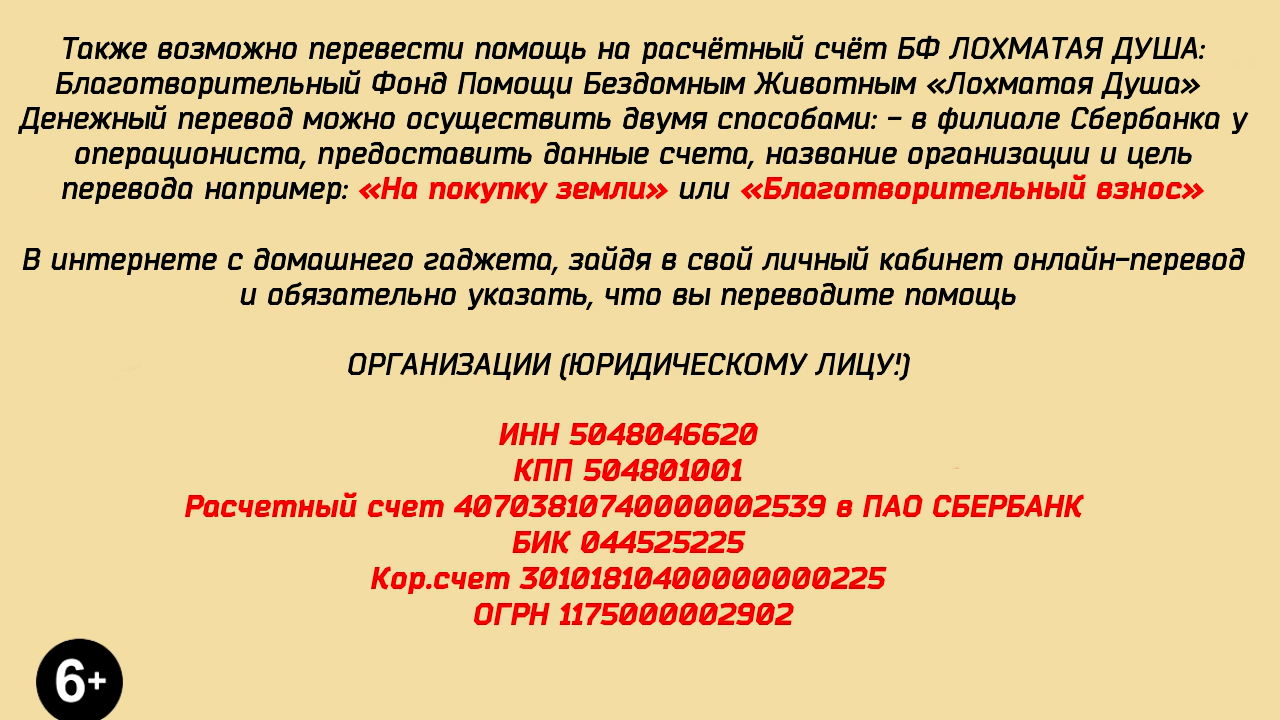 Также возможно перевести помощь на расчётный счёт БФ ЛОХМАТАЯ ДУША:
Благотворительный Фонд Помощи Бездомным Животным «Лохматая Душа»
Денежный перевод можно осуществить двумя способами: - в филиале Сбербанка у
операциониста, предоставить данные счета, название организации и цель
перевода например: «На покупку земли» или «Благотворительный взнос»
В интернете с домашнего гаджета, зайдя в свой личный кабинет онлайн-перевод
и обязательно указать, что вы переводите помощь
ОРГАНИЗАЦИИ (ЮРИДИЧЕСКОМУ ЛИЦУ!)
ИНН 5048046620
КПП 504801001
Расчетный счет 40703810740000002539 в ПАО СБЕРБАНК
БИК 044525225
Кор.счет 30101810400000000225
ОГРН 1175000002902
6+